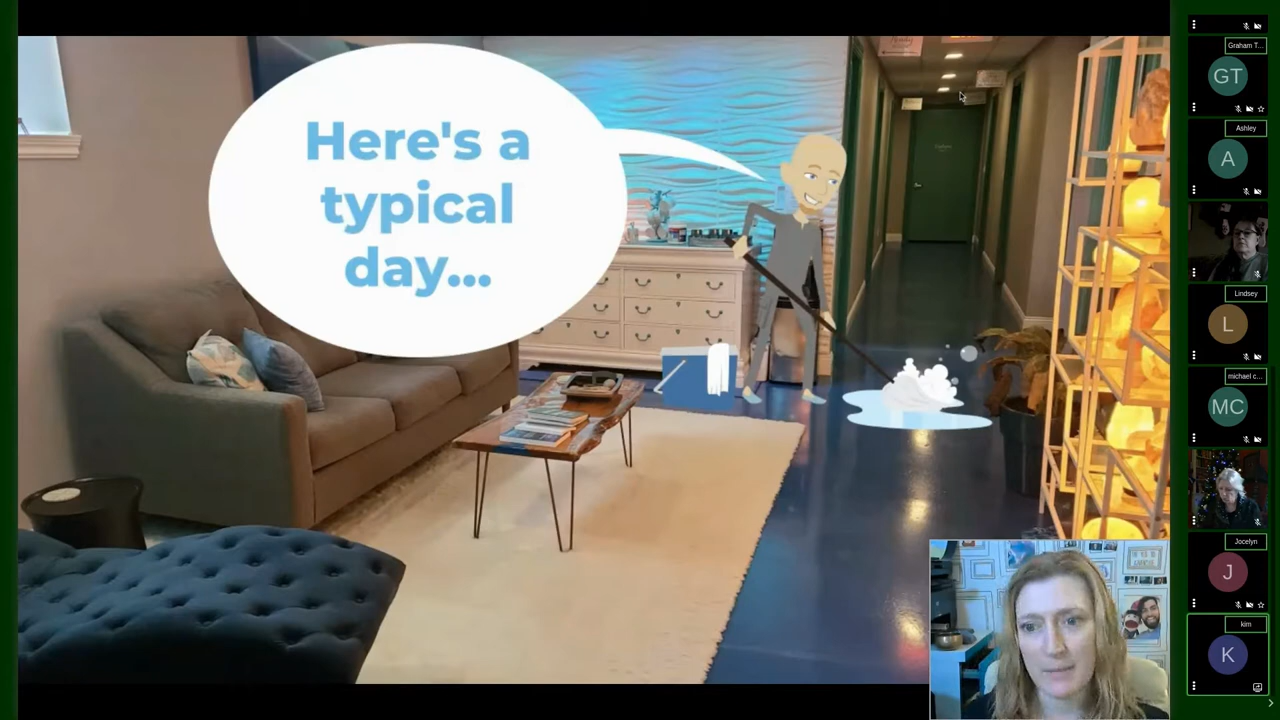 Here's a
typical
day...
Graham T...
GT
Ashley
A
Lindsey
L
michael c...
MC
Jocelyn
J
kim
K